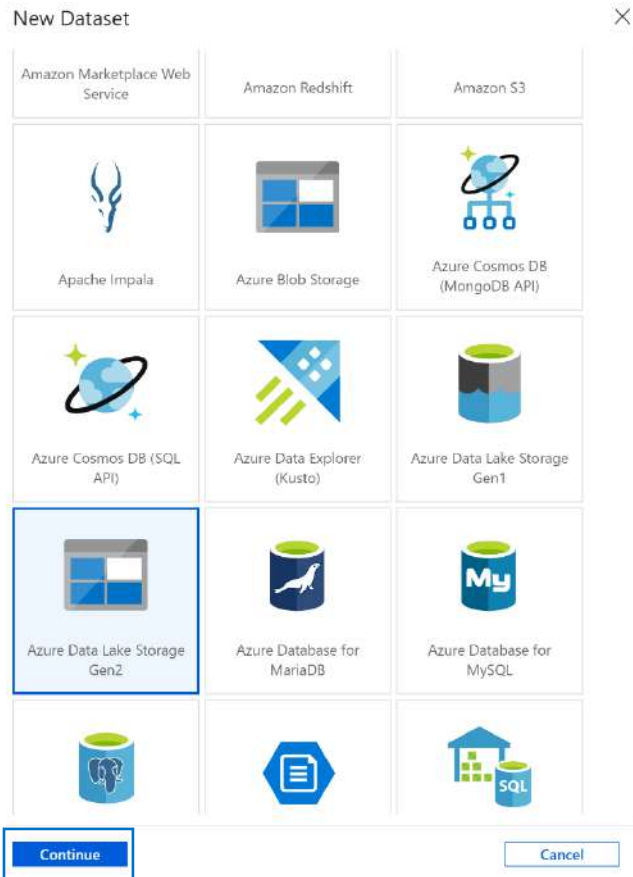 New Dataset
Amazon Marketplace Web
Service
Amazon Redshift
Amazon S3
Apache Impala
Azure Blob Storage
Azure Cosmos DB
(MongoDB API)
Azure Cosmos DB (SQL
API)
Azure Data Explorer
(Kusto)
Azure Data Lake Storage
Gen1
Azure Data Lake Storage
Gen2
Azure Database for
MariaDB
My
Azure Database for
MySQL
SQL
Continue
Cancel